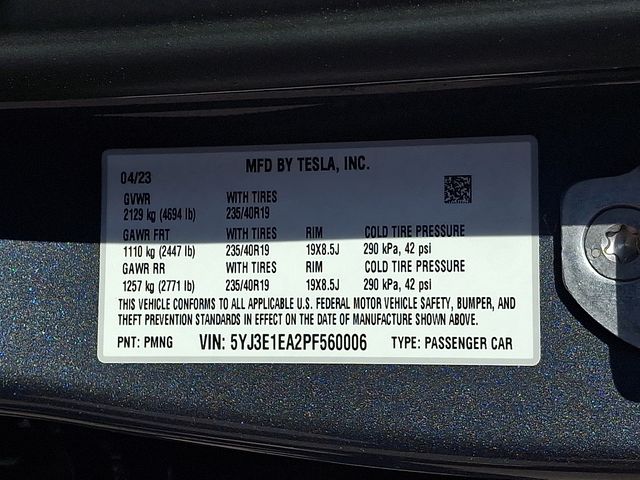 MFD BY TESLA, INC.
04/23
GVWR WITH TIRES
2129 kg (4694 lb) 235/40R19
GAWR FRT WITH TIRES RIM COLD TIRE PRESSURE
1110 kg (2447 lb) 235/40R19 19X8.5J 290 kPa, 42 psi
GAWR RR WITH TIRES RIM COLD TIRE PRESSURE
1257 kg (2771 lb) 235/40R19 19X8.5J 290 kPa, 42 psi
THIS VEHICLE CONFORMS TO ALL APPLICABLE U.S. FEDERAL MOTOR VEHICLE SAFETY, BUMPER, AND
THEFT PREVENTION STANDARDS IN EFFECT ON THE DATE OF MANUFACTURE SHOWN ABOVE.
PNT: PMNG VIN: 5YJ3E1EA2PF560006 TYPE: PASSENGER CAR